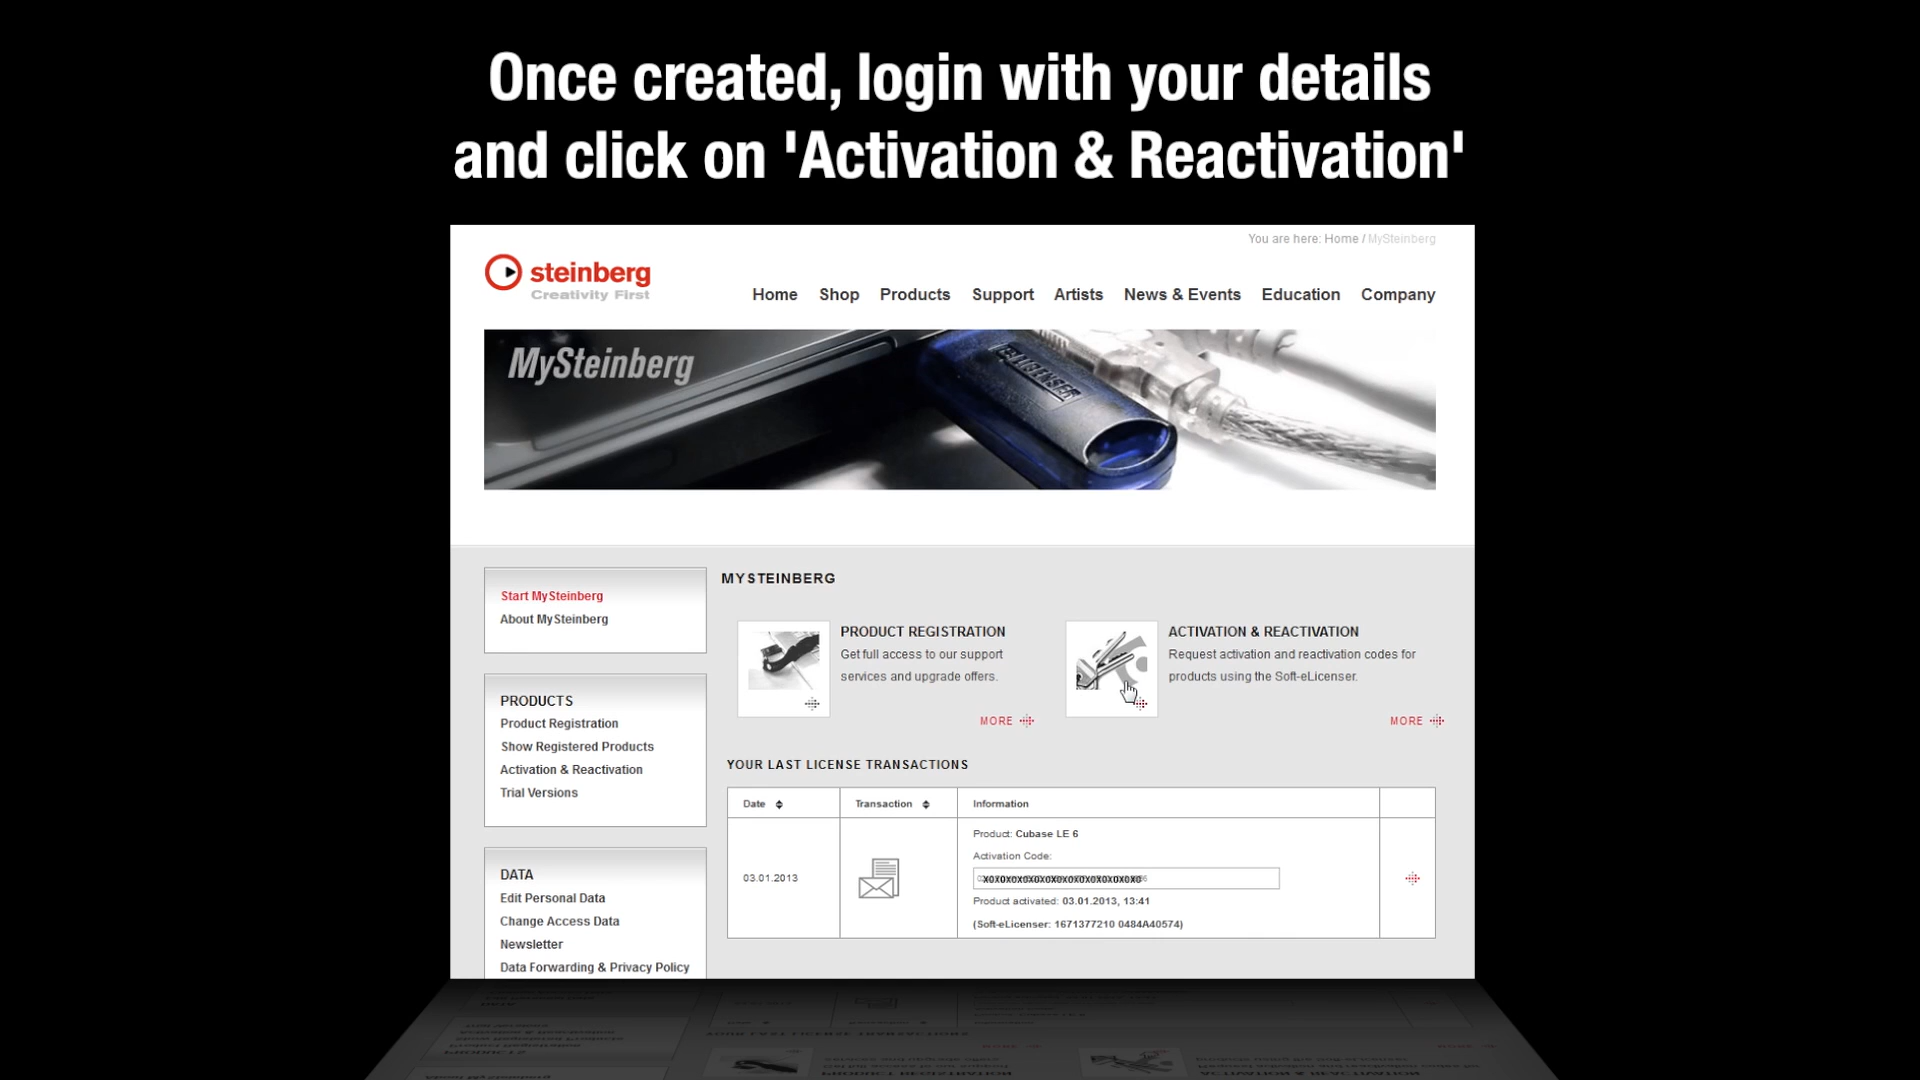 Once created, login with your details
and click on 'Activation & Reactivation'
You are here: Home / MySteinberg
steinberg
Creativity First
Home Shop Products Support Artists News & Events Education Company
MySteinberg
Start MySteinberg
About MySteinberg
PRODUCTS
Product Registration
Show Registered Products
Activation & Reactivation
Trial Versions
DATA
Edit Personal Data
Change Access Data
Newsletter
Data Forwarding & Privacy Policy
MYSTEINBERG
PRODUCT REGISTRATION
Get full access to our support
services and upgrade offers.
MORE
ACTIVATION & REACTIVATION
Request activation and reactivation codes for
products using the Soft-eLicenser.
MORE
YOUR LAST LICENSE TRANSACTIONS
Date Transaction Information
03.01.2013
Product: Cubase LE 6
Activation Code:
Product activated: 03.01.2013, 13:41
(Soft-eLicenser: 1671377210 0484A40574)